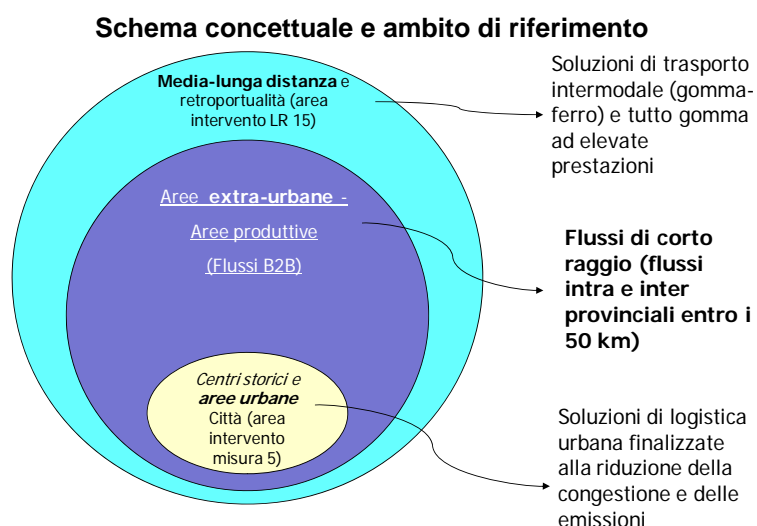 Schema concettuale e ambito di riferimento
Media-lunga distanza e
retroportualità (area
intervento LR 15)
Soluzioni di trasporto
intermodale (gomma-
ferro) e tutto gomma
ad elevate
prestazioni
Aree extra-urbane -
Aree produttive
(Flussi B2B)
Flussi di corto
raggio (flussi
intra e inter
provinciali entro i
50 km)
Centri storici e
aree urbane
Città (area
intervento
misura 5)
Soluzioni di logistica
urbana finalizzate
alla riduzione della
congestione e delle
emissioni